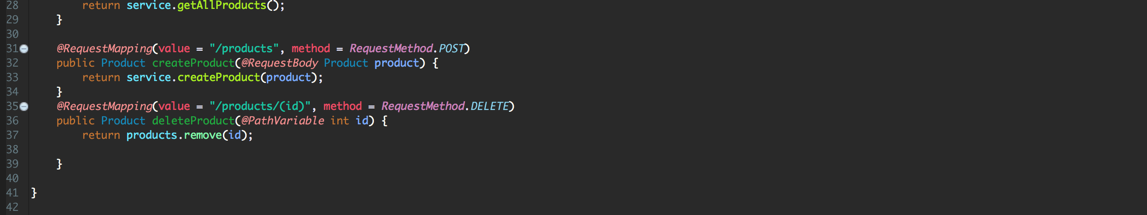 28 return service.getAllProducts();
29 }
30
31 @RequestMapping(value = "/products", method = RequestMethod.POST)
32 public Product createProduct(@RequestBody Product product) {
33 return service.createProduct(product);
34 }
35 @RequestMapping(value = "/products/(id)", method = RequestMethod.DELETE)
36 public Product deleteProduct(@PathVariable int id) {
37 return products.remove(id);
38
39 }
40
41 }
42